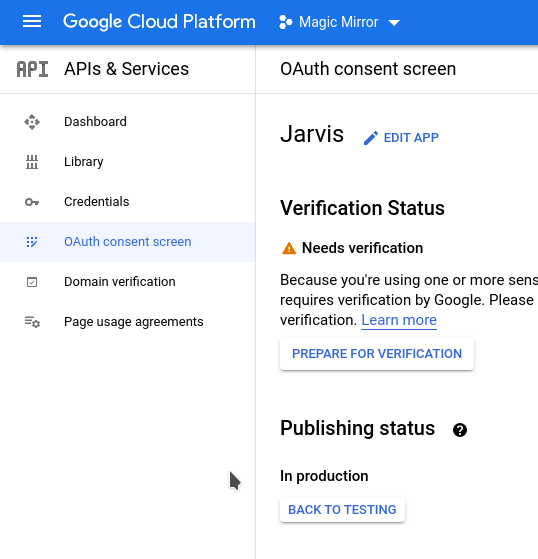 Google Cloud Platform Magic Mirror
API APIs & Services
OAuth consent screen
Dashboard
Library
Credentials
OAuth consent screen
Domain verification
Page usage agreements
Jarvis EDIT APP
Verification Status
Needs verification
Because you're using one or more sens
requires verification by Google. Please
verification. Learn more
PREPARE FOR VERIFICATION
Publishing status
In production
BACK TO TESTING